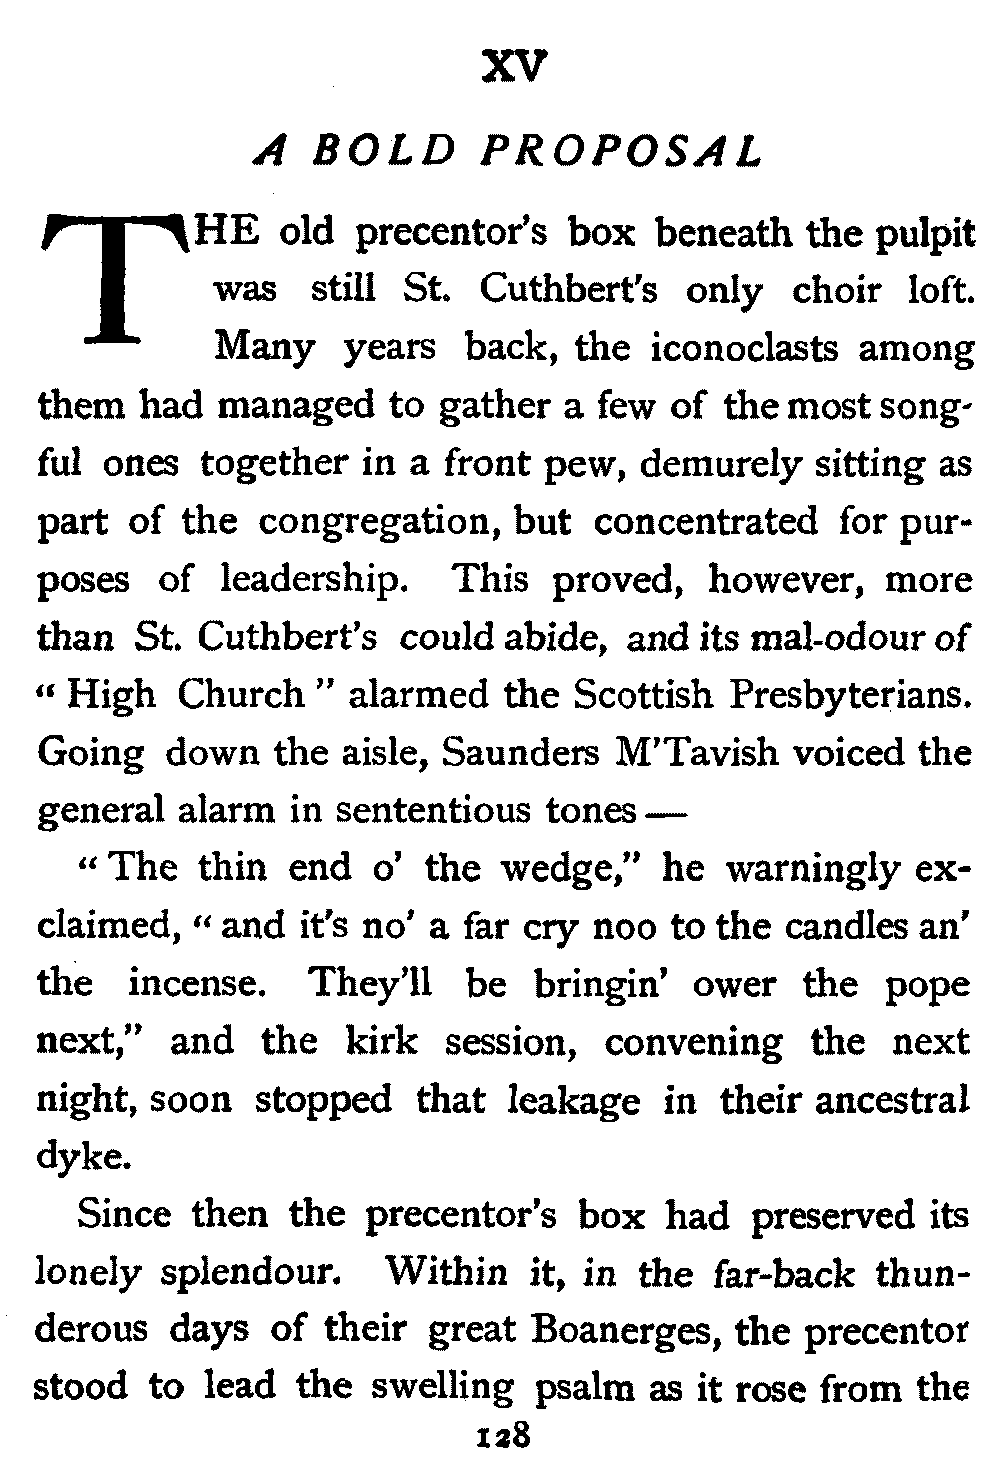 XV
A BOLD PROPOSAL
THE old precentor's box beneath the pulpit
was still St. Cuthbert's only choir loft.
Many years back, the iconoclasts among
them had managed to gather a few of the most song-
ful ones together in a front pew, demurely sitting as
part of the congregation, but concentrated for pur-
poses of leadership. This proved, however, more
than St. Cuthbert's could abide, and its mal-odour of
“ High Church ” alarmed the Scottish Presbyterians.
Going down the aisle, Saunders M'Tavish voiced the
general alarm in sententious tones —
“ The thin end o' the wedge,” he warningly ex-
claimed, “ and it's no' a far cry noo to the candles an'
the incense. They'll be bringin' ower the pope
next,” and the kirk session, convening the next
night, soon stopped that leakage in their ancestral
dyke.
Since then the precentor's box had preserved its
lonely splendour. Within it, in the far-back thun-
derous days of their great Boanerges, the precentor
stood to lead the swelling psalm as it rose from the
128